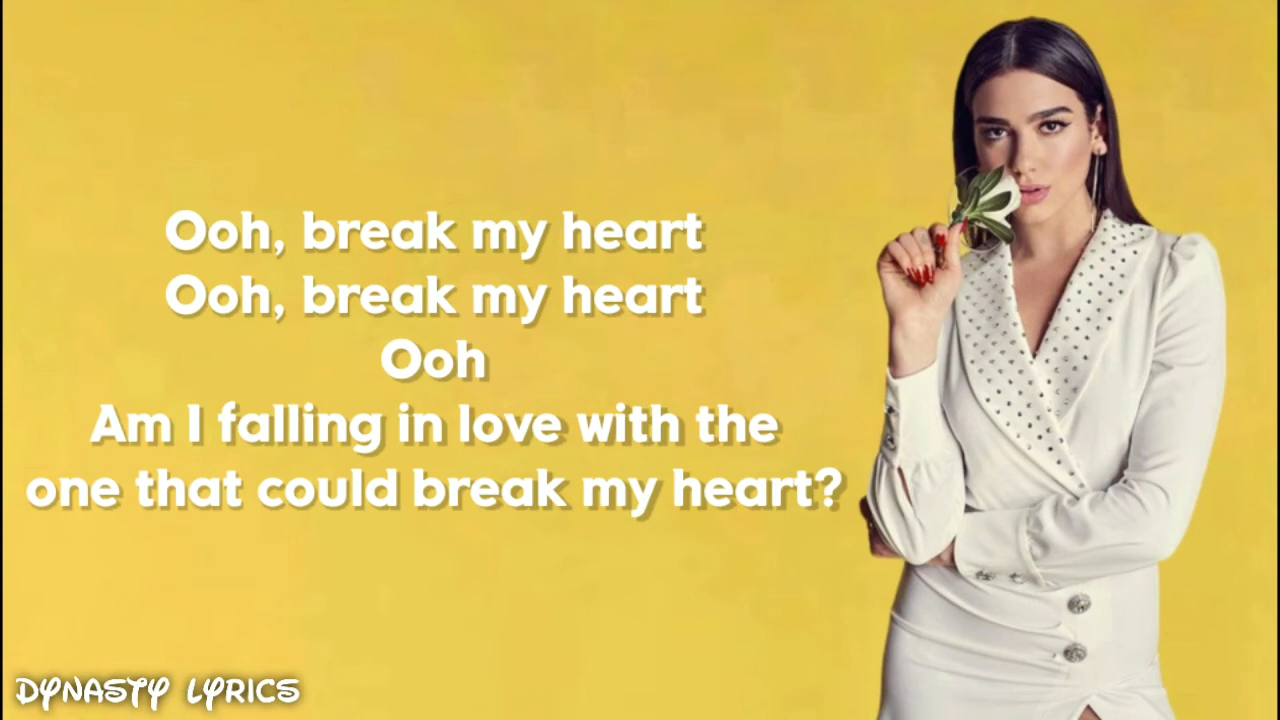 Ooh, break my heart
Ooh, break my heart
Ooh
Am I falling in love with the
one that could break my heart?
DYNASTY LYRICS